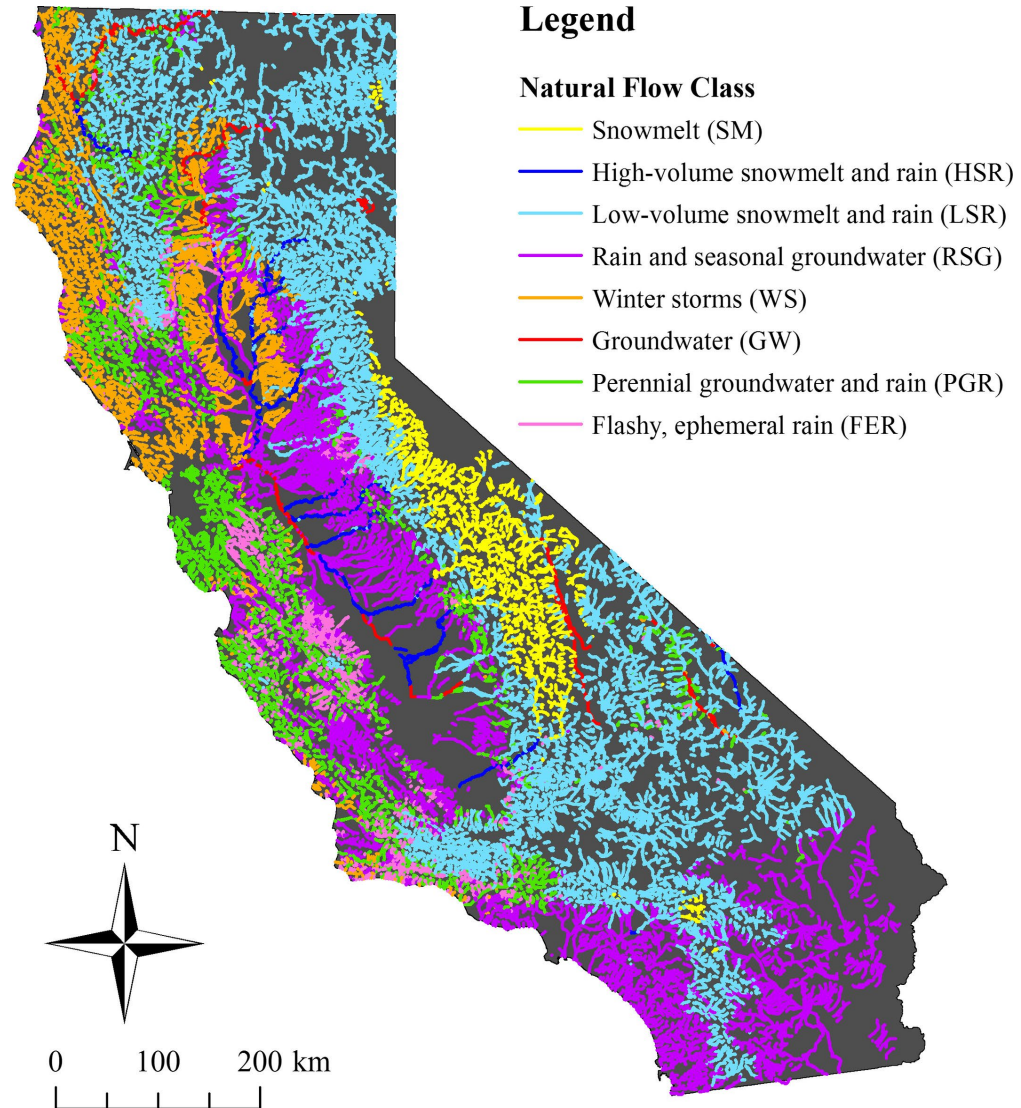 Legend
Natural Flow Class
Snowmelt (SM)
High-volume snowmelt and rain (HSR)
Low-volume snowmelt and rain (LSR)
Rain and seasonal groundwater (RSG)
Winter storms (WS)
Groundwater (GW)
Perennial groundwater and rain (PGR)
Flashy, ephemeral rain (FER)
N
0 100 200 km